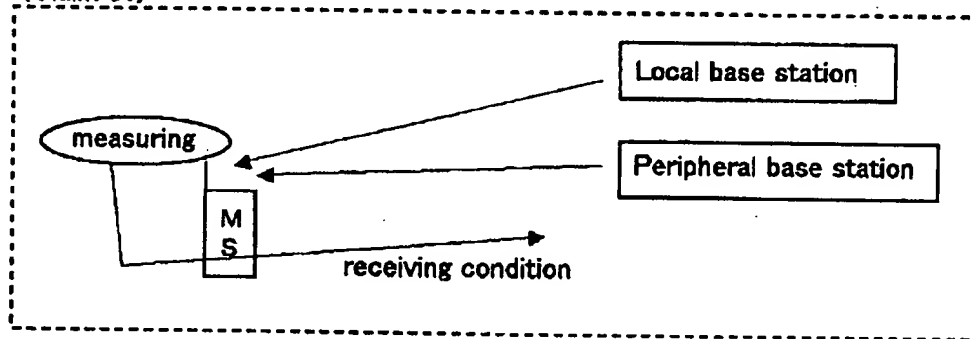 Local base station
measuring
Peripheral base station
M
S
receiving condition